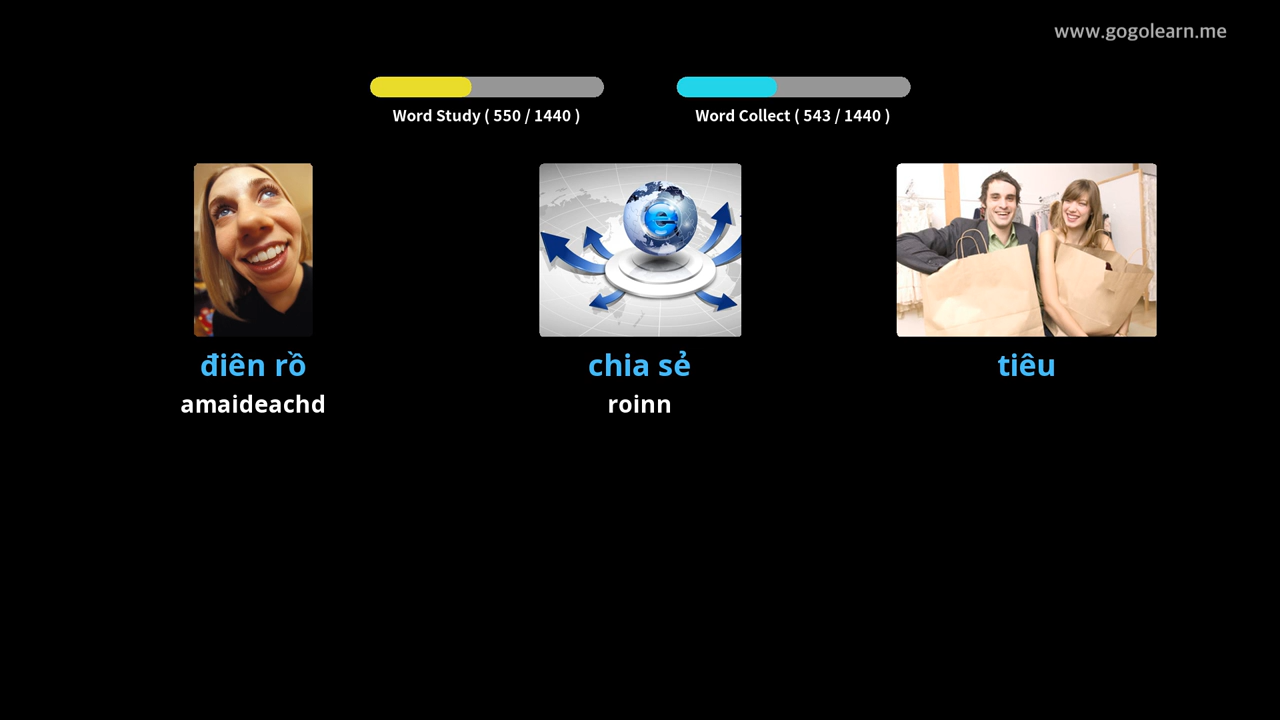 www.gogolearn.me
Word Study ( 550 / 1440 )
Word Collect ( 543 / 1440 )
e
điên rồ
chia sẻ
tiêu
amaideachd
roinn